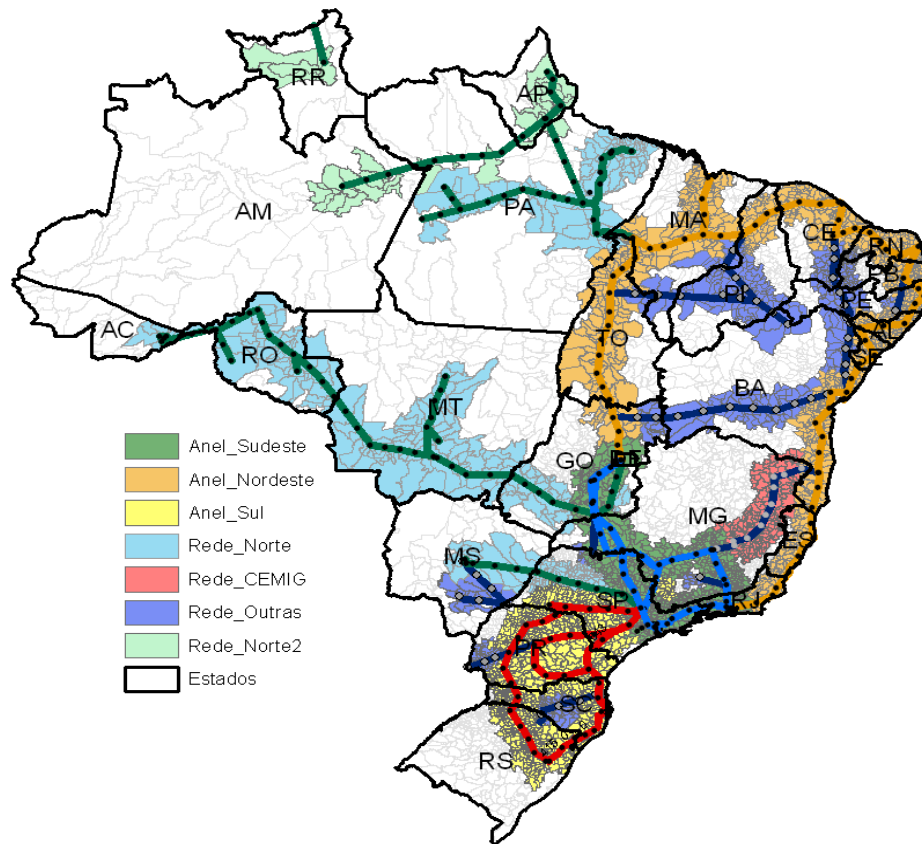 RR
AP
AM
PA
MA
CE
RN
PB
PE
PI
AC
RO
TO
AL
SE
BA
MT
GO
DF
MG
ES
MS
SP
RJ
PR
SC
RS
Anel_Sudeste
Anel_Nordeste
Anel_Sul
Rede_Norte
Rede_CEMIG
Rede_Outras
Rede_Norte2
Estados